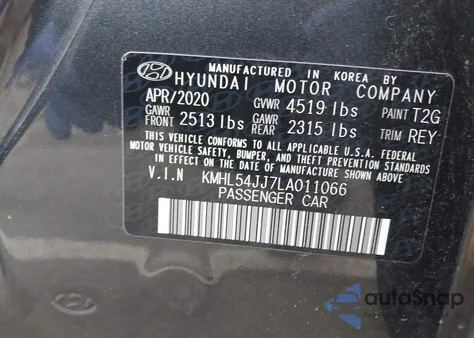 MANUFACTURED IN KOREA BY
HYUNDAI MOTOR COMPANY
APR/2020 GVWR 4519 lbs PAINT T2G
GAWR FRONT 2513 lbs GAWR REAR 2315 lbs TRIM REY
THIS VEHICLE CONFORMS TO ALL APPLICABLE U.S.A. FEDERAL
MOTOR VEHICLE SAFETY, BUMPER, AND THEFT PREVENTION
STANDARDS IN EFFECT ON THE DATE OF MANUFACTURE SHOWN ABOVE.
V.I.N KMHL54JJ7LA011066
PASSENGER CAR
autoSnap